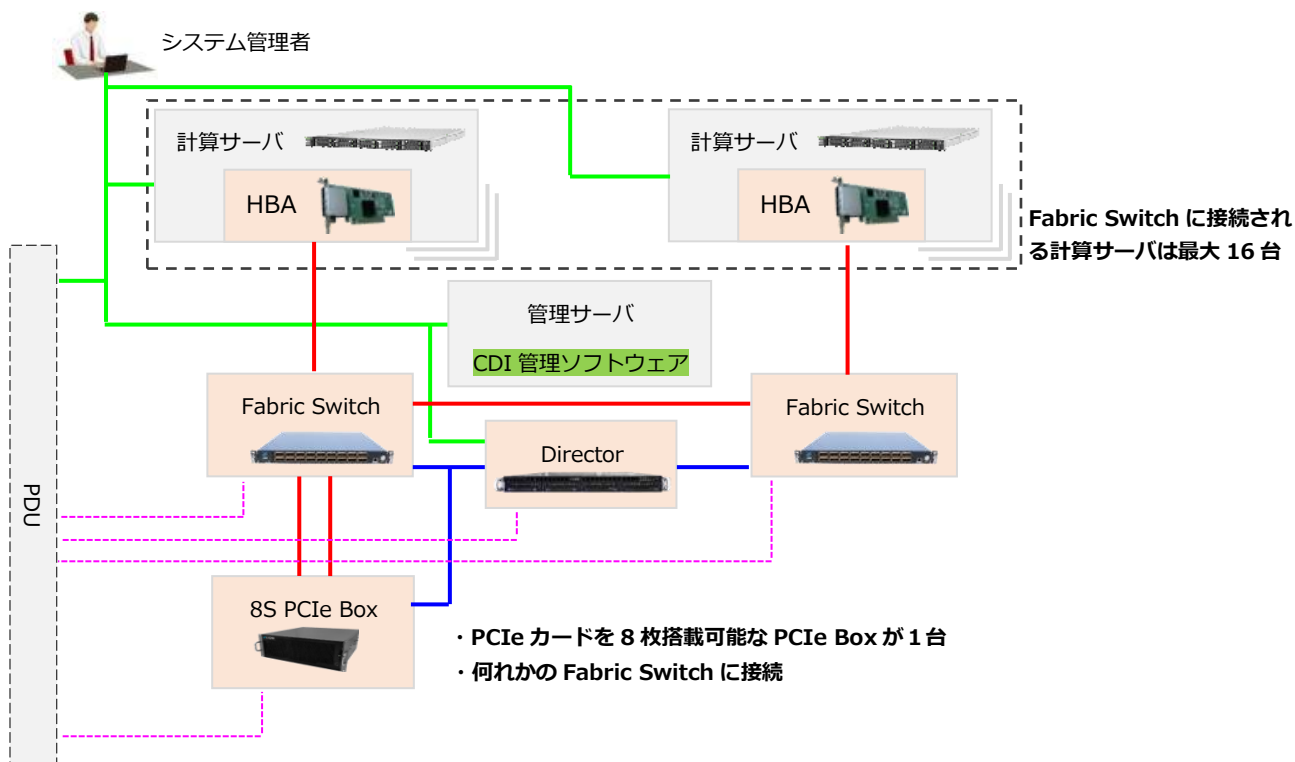 システム管理者
計算サーバ
計算サーバ
HBA
HBA
Fabric Switch に接続され
る計算サーバは最大 16 台
管理サーバ
CDI 管理ソフトウェア
Fabric Switch
Fabric Switch
Director
PDU
8S PCIe Box
・PCIe カードを 8 枚搭載可能な PCIe Box が 1 台
・何れかの Fabric Switch に接続